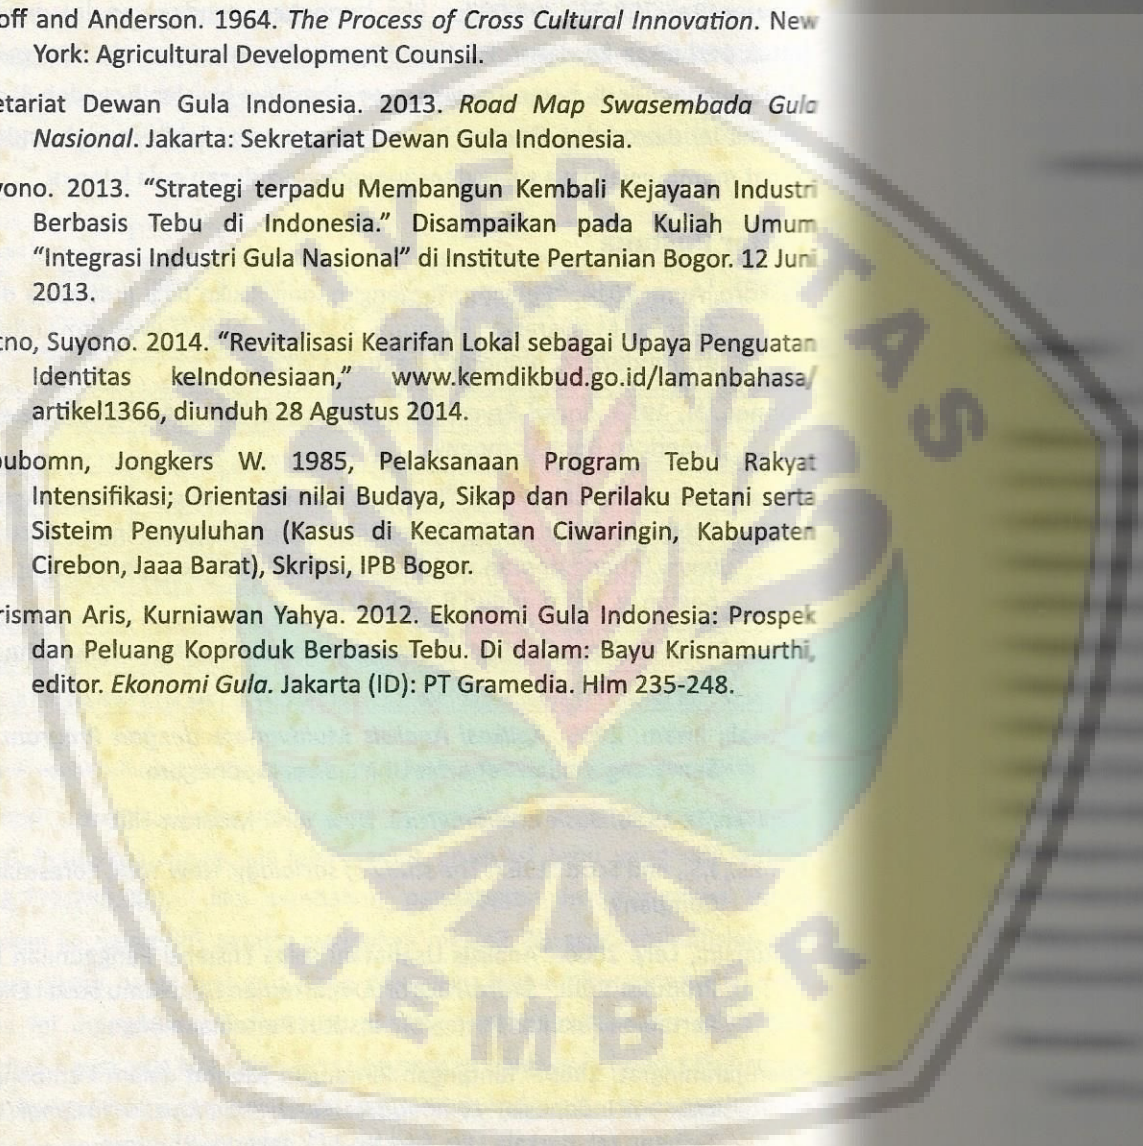 off and Anderson. 1964. The Process of Cross Cultural Innovation. New
York: Agricultural Development Counsil.
etariat Dewan Gula Indonesia. 2013. Road Map Swasembada Gula
Nasional. Jakarta: Sekretariat Dewan Gula Indonesia.
yono. 2013. “Strategi terpadu Membangun Kembali Kejayaan Industri
Berbasis Tebu di Indonesia.” Disampaikan pada Kuliah Umum
“Integrasi Industri Gula Nasional” di Institute Pertanian Bogor. 12 Juni
2013.
tno, Suyono. 2014. “Revitalisasi Kearifan Lokal sebagai Upaya Penguatan
Identitas keIndonesiaan,” www.kemdikbud.go.id/lamanbahasa/
artikel1366, diunduh 28 Agustus 2014.
oubomn, Jongkers W. 1985, Pelaksanaan Program Tebu Rakyat
Intensifikasi; Orientasi nilai Budaya, Sikap dan Perilaku Petani serta
Sisteim Penyuluhan (Kasus di Kecamatan Ciwaringin, Kabupaten
Cirebon, Jaaa Barat), Skripsi, IPB Bogor.
risman Aris, Kurniawan Yahya. 2012. Ekonomi Gula Indonesia: Prospek
dan Peluang Koproduk Berbasis Tebu. Di dalam: Bayu Krisnamurthi,
editor. Ekonomi Gula. Jakarta (ID): PT Gramedia. Hlm 235-248.
UNIVERSITAS
JEMBER